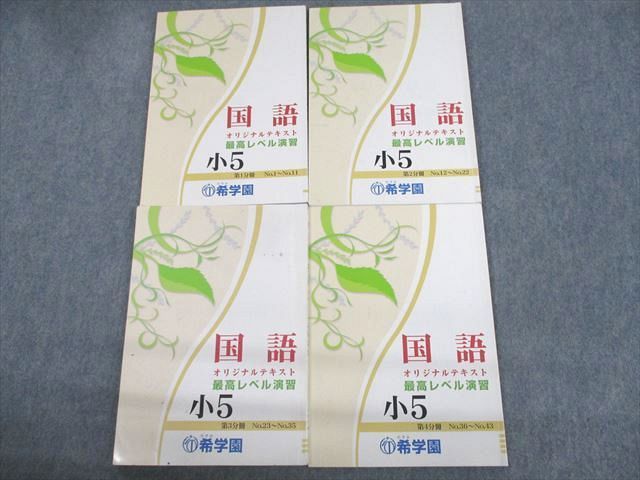 国語
オリジナルテキスト
最高レベル演習
小5
第1分冊 No.1～No.11
希学園
国語
オリジナルテキスト
最高レベル演習
小5
第2分冊 No.12～No.22
希学園
国語
オリジナルテキスト
最高レベル演習
小5
第3分冊 No.23～No.35
希学園
国語
オリジナルテキスト
最高レベル演習
小5
第4分冊 No.36～No.43
希学園